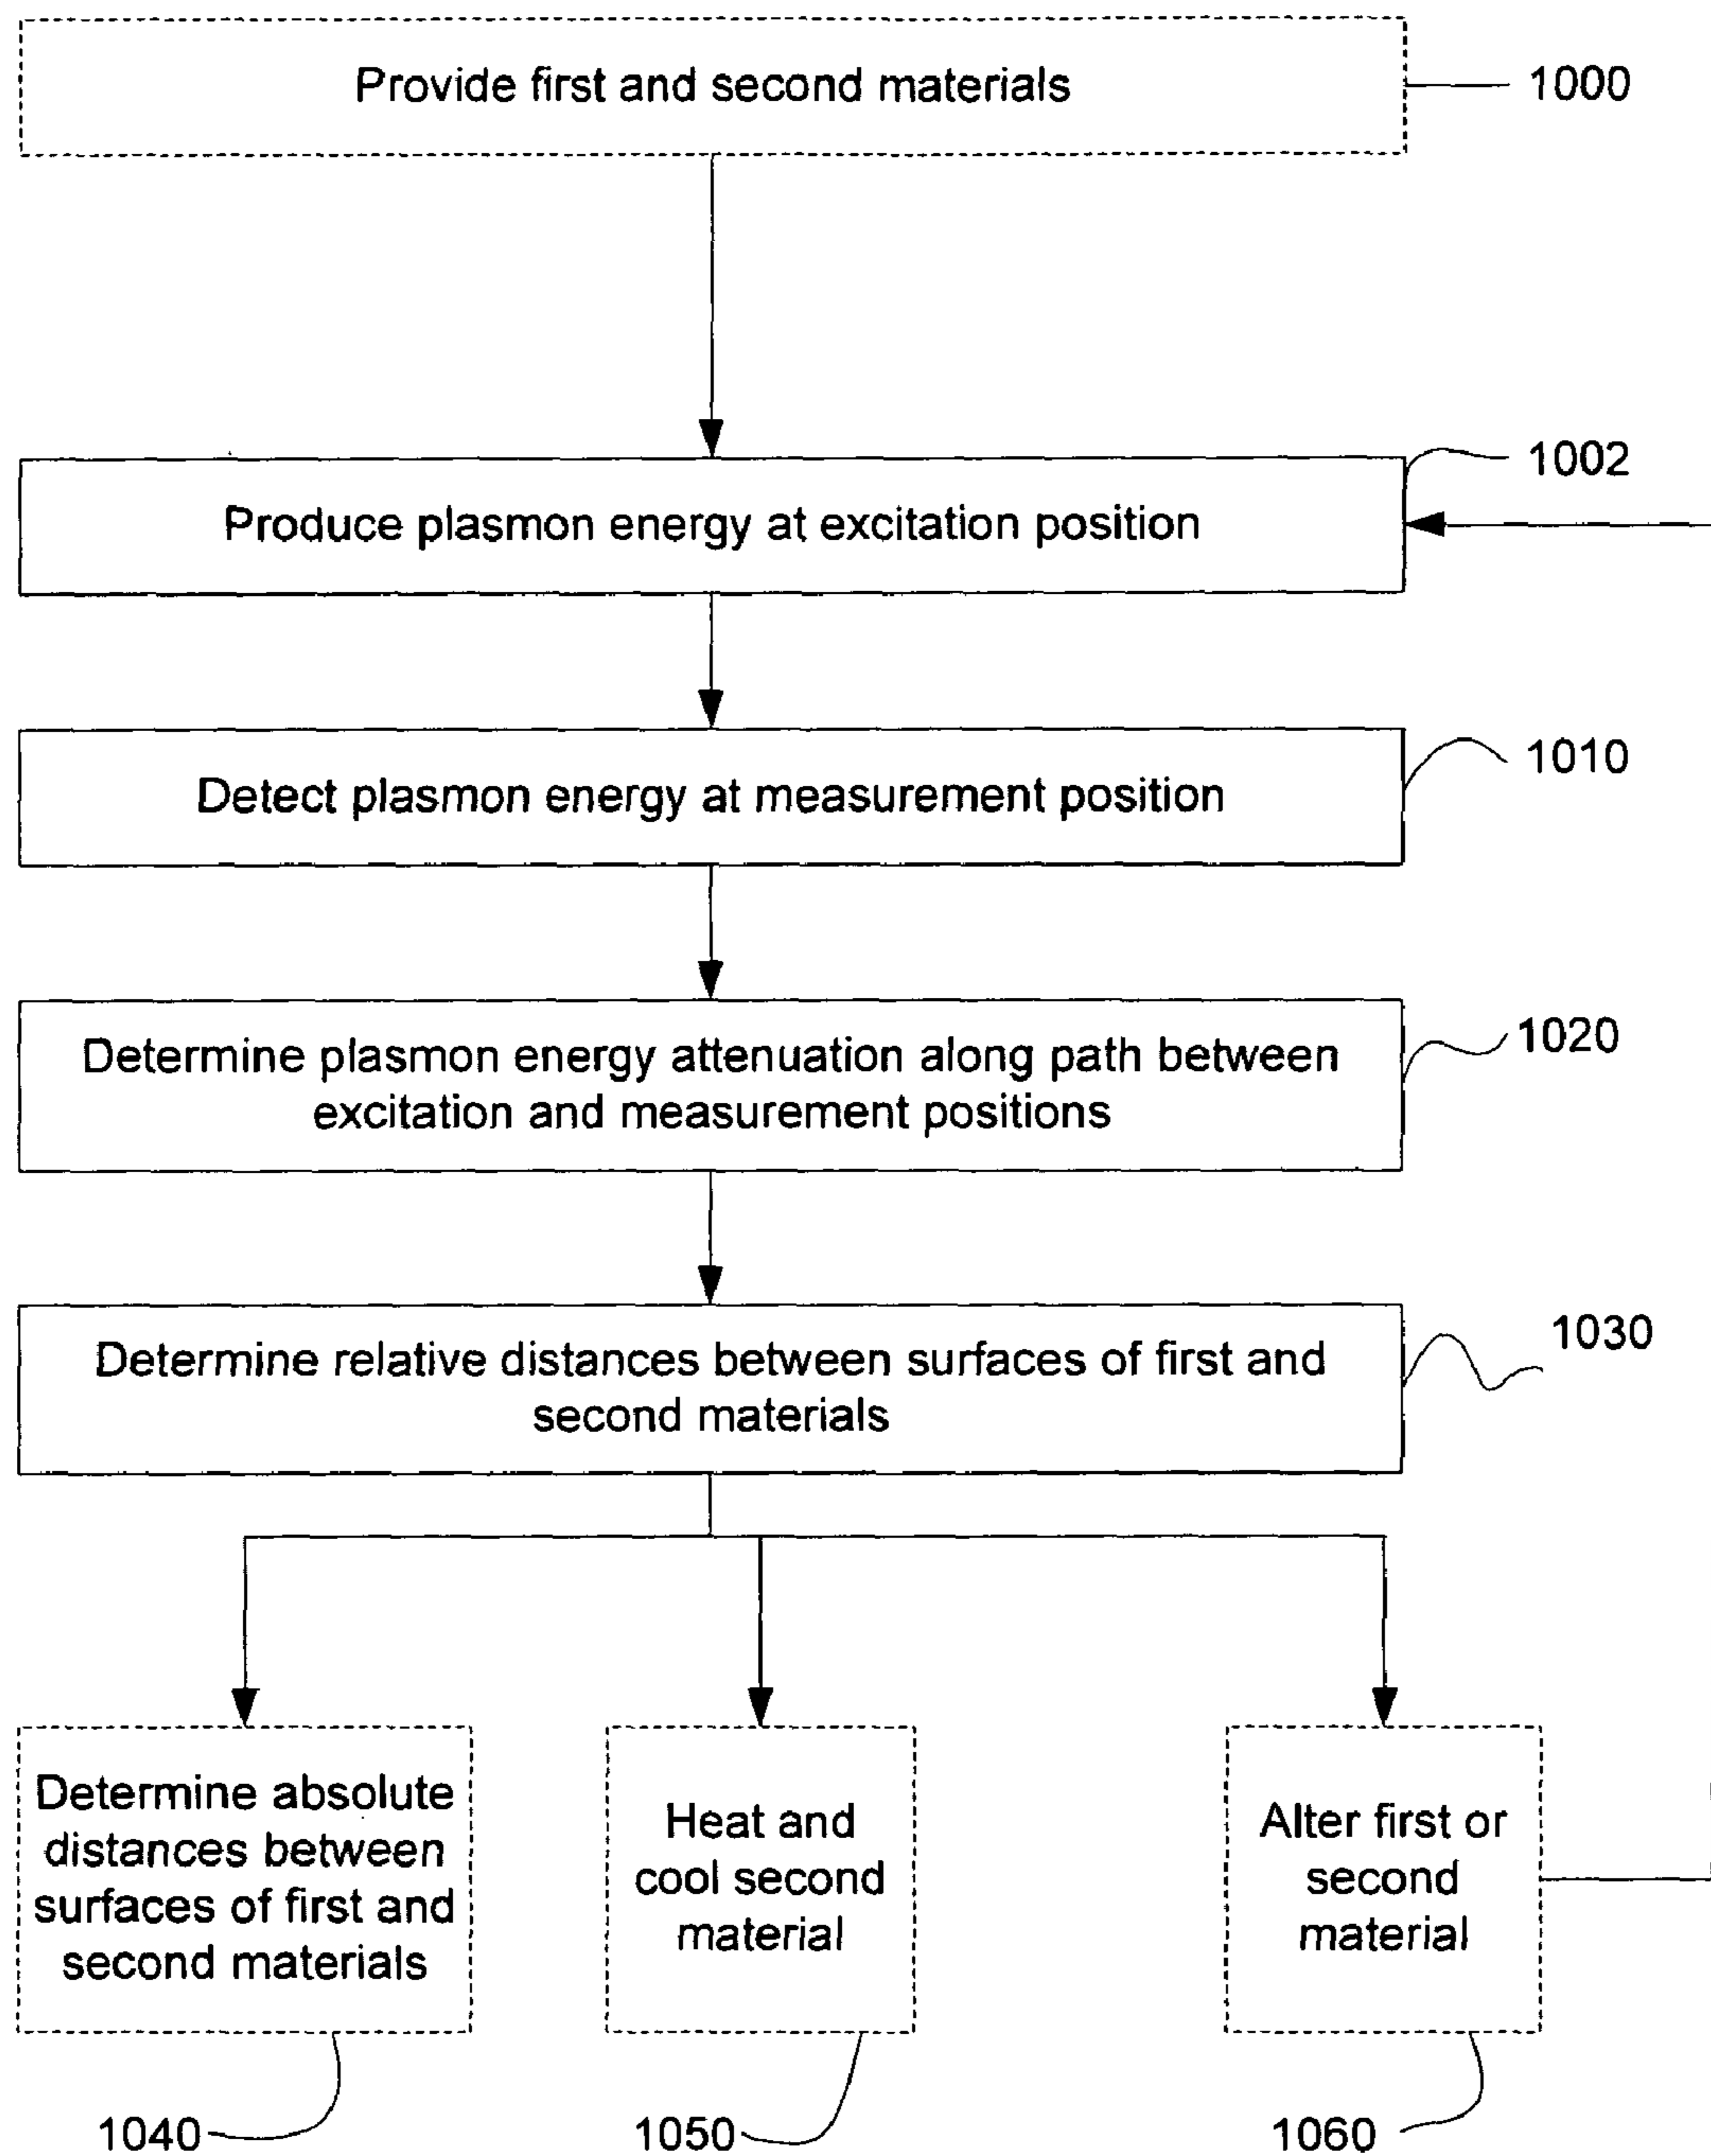 Provide first and second materials
1000
1002
Produce plasmon energy at excitation position
1010
Detect plasmon energy at measurement position
1020
Determine plasmon energy attenuation along path between
excitation and measurement positions
1030
Determine relative distances between surfaces of first and
second materials
Determine absolute
distances between
surfaces of first and
second materials
Heat and
cool second
material
Alter first or
second
material
1040
1050
1060